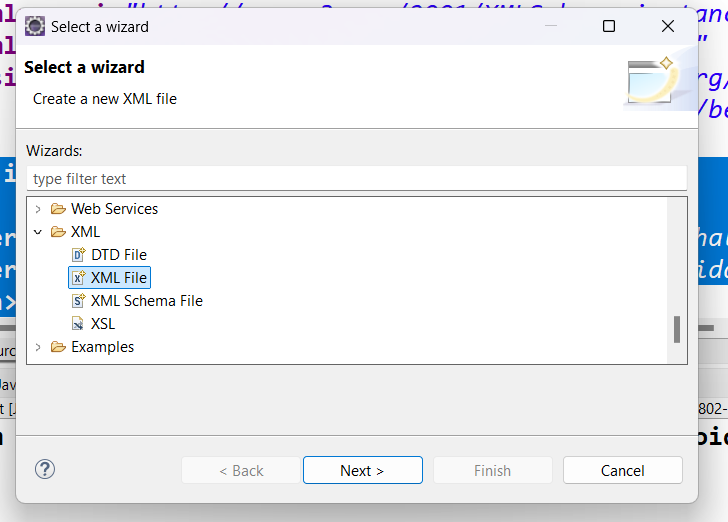 Select a wizard
Select a wizard
Create a new XML file
Wizards:
type filter text
Web Services
XML
DTD File
XML File
XML Schema File
XSL
Examples
802-
< Back
Next >
Finish
Cancel